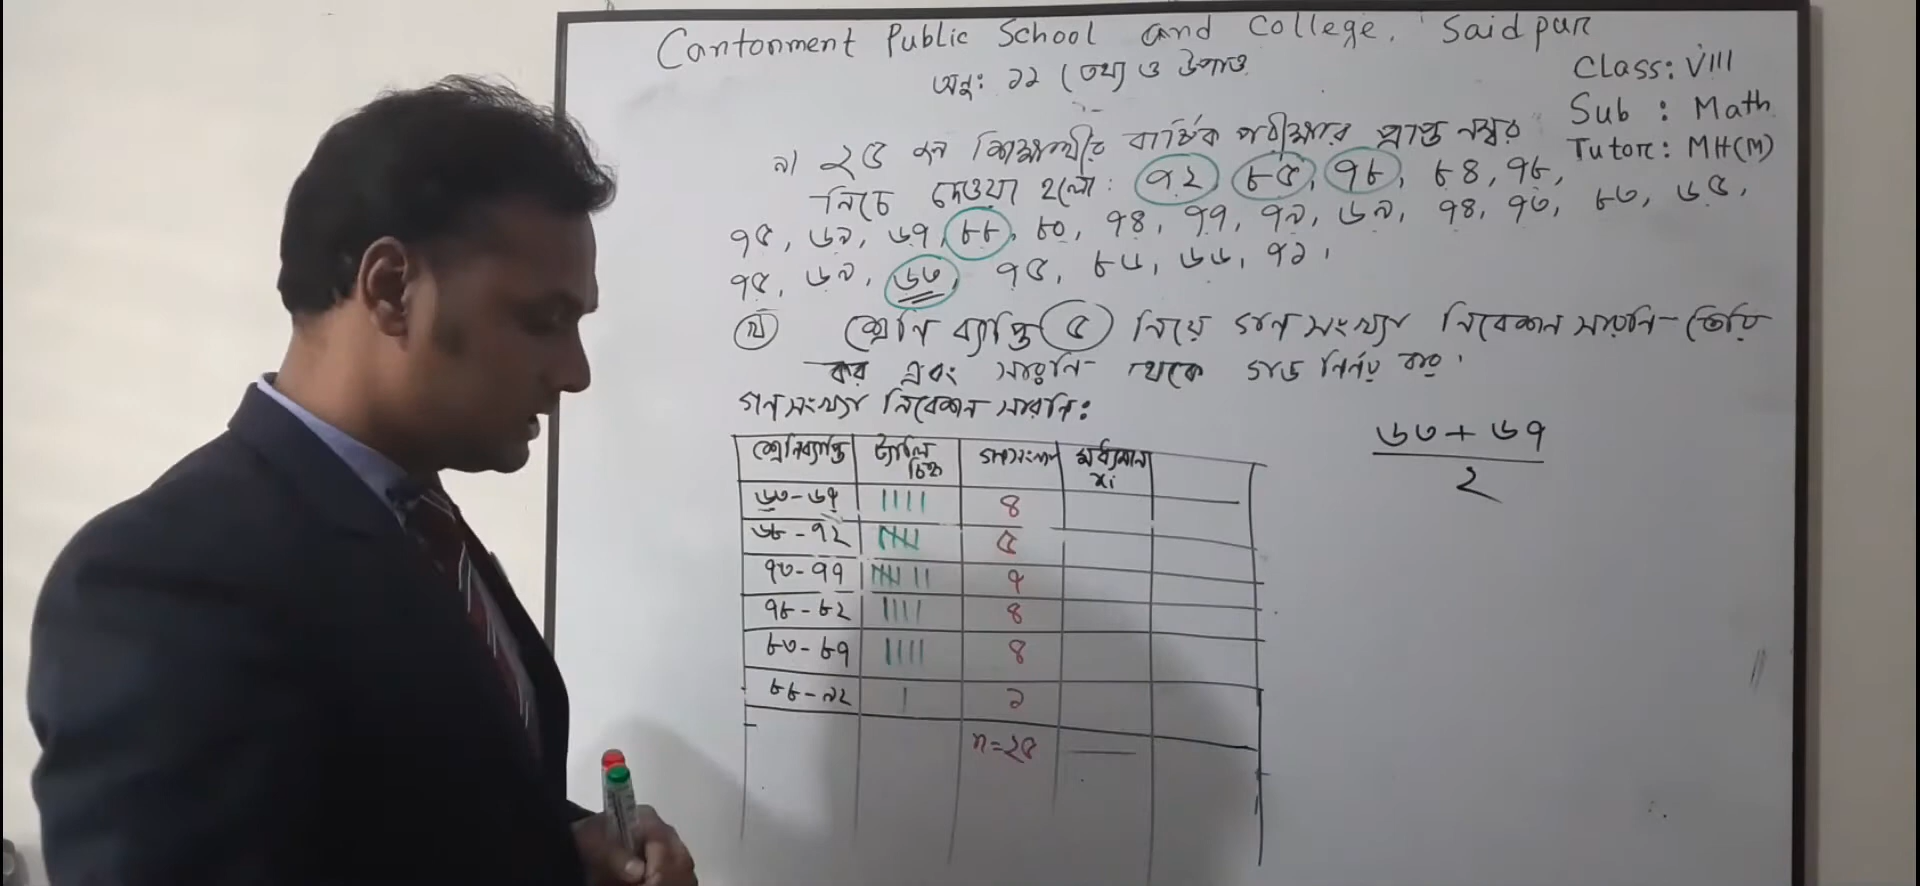 Cantonment Public School and College, Saidpur
অনু: ১১ (তথ্য ও উপাত্ত
Class: VIII
Sub : Math
Tutor: MH(M)
৯। ২৫ জন শিক্ষার্থীর বার্ষিক পরীক্ষার প্রাপ্ত নম্বর
নিচে দেওয়া হলো: ৭২, ৮৫, ৭৮, ৮৪, ৭৮,
৭৫, ৬৯, ৬৭, ৮৮, ৮০, ৭৪, ৭৭, ৭৯, ৬৯, ৭৪, ৭৩, ৮৩, ৬৫,
৭৫, ৬৯, ৬৩, ৭৫, ৮৬, ৬৬, ৭১।
খ শ্রেণি ব্যাপ্তি ৫ নিয়ে গণসংখ্যা নিবেশন সারণি তৈরি
কর এবং সারণি থেকে গড় নির্ণয় কর।
গণসংখ্যা নিবেশন সারণি:
শ্রেনিব্যাপ্তি ট্যালি চিহ্ন গণসংখ্যা মধ্যমান xi
৬৩-৬৭ |||| ৪
৬৮-৭২ ৫
৭৩-৭৭ ৭
৭৮-৮২ |||| ৪
৮৩-৮৭ |||| ৪
৮৮-৯২ | ১
n=২৫
৬৩+৬৭
২